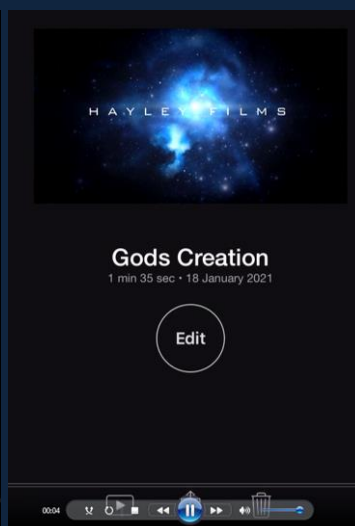 HAYLEY FILMS
Gods Creation
1 min 35 sec • 18 January 2021
Edit
00:04